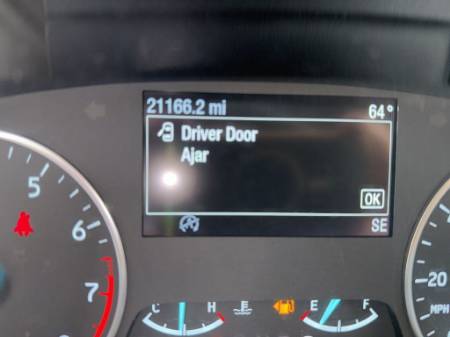 21166.2 mi 64°
Driver Door
Ajar
OK
SE
5
6
7
20
MPH
C H E F